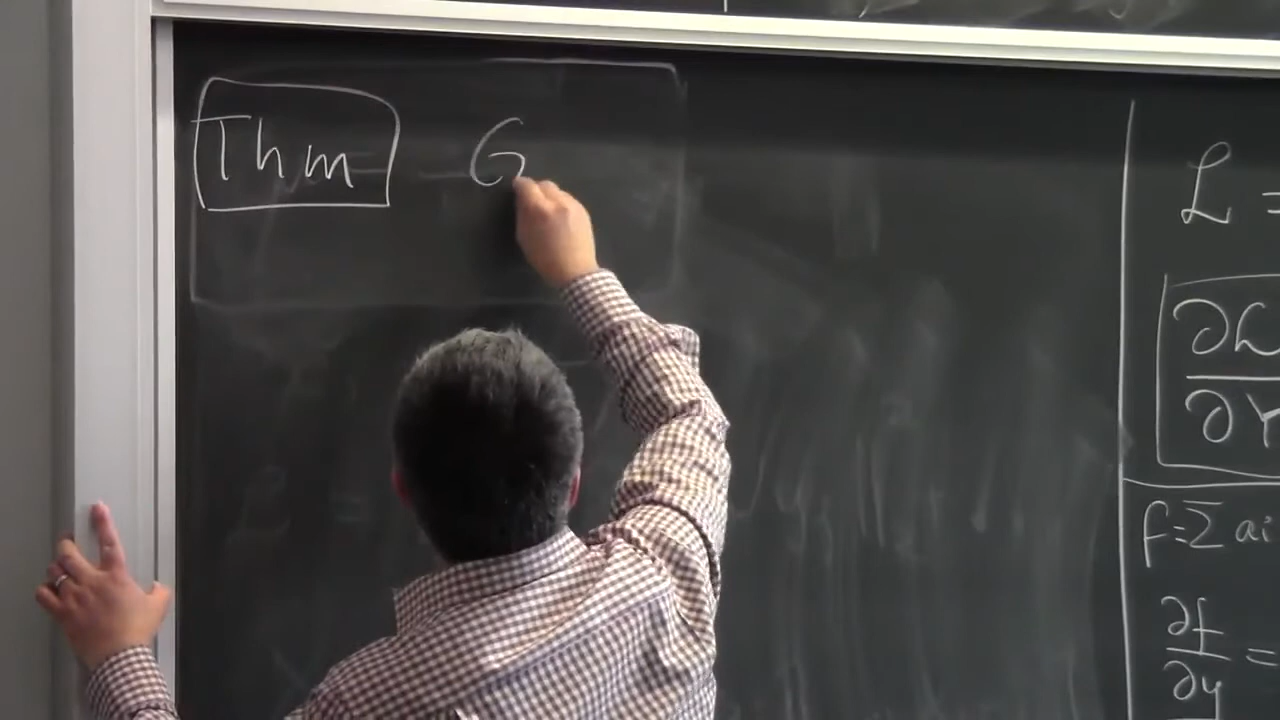 Thm G
ℒ =
∂ℒ
∂Y
f = Σ ai
∂f
∂y =